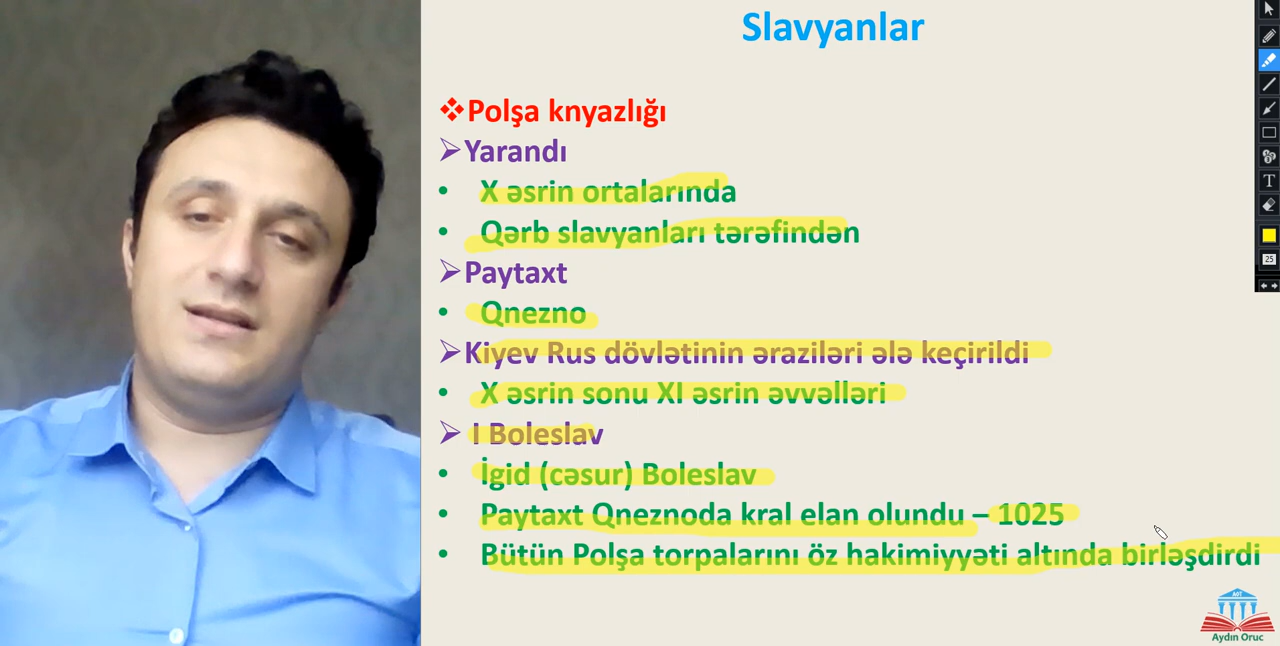 Slavyanlar
❖Polşa knyazlığı
➢Yarandı
• X əsrin ortalarında
• Qərb slavyanları tərəfindən
➢Paytaxt
• Qnezno
➢Kiyev Rus dövlətinin əraziləri ələ keçirildi
• X əsrin sonu XI əsrin əvvəlləri
➢ I Boleslav
• İgid (cəsur) Boleslav
• Paytaxt Qneznoda kral elan olundu – 1025
• Bütün Polşa torpalarını öz hakimiyyəti altında birləşdirdi
T
25
AOT
Aydın Oruc